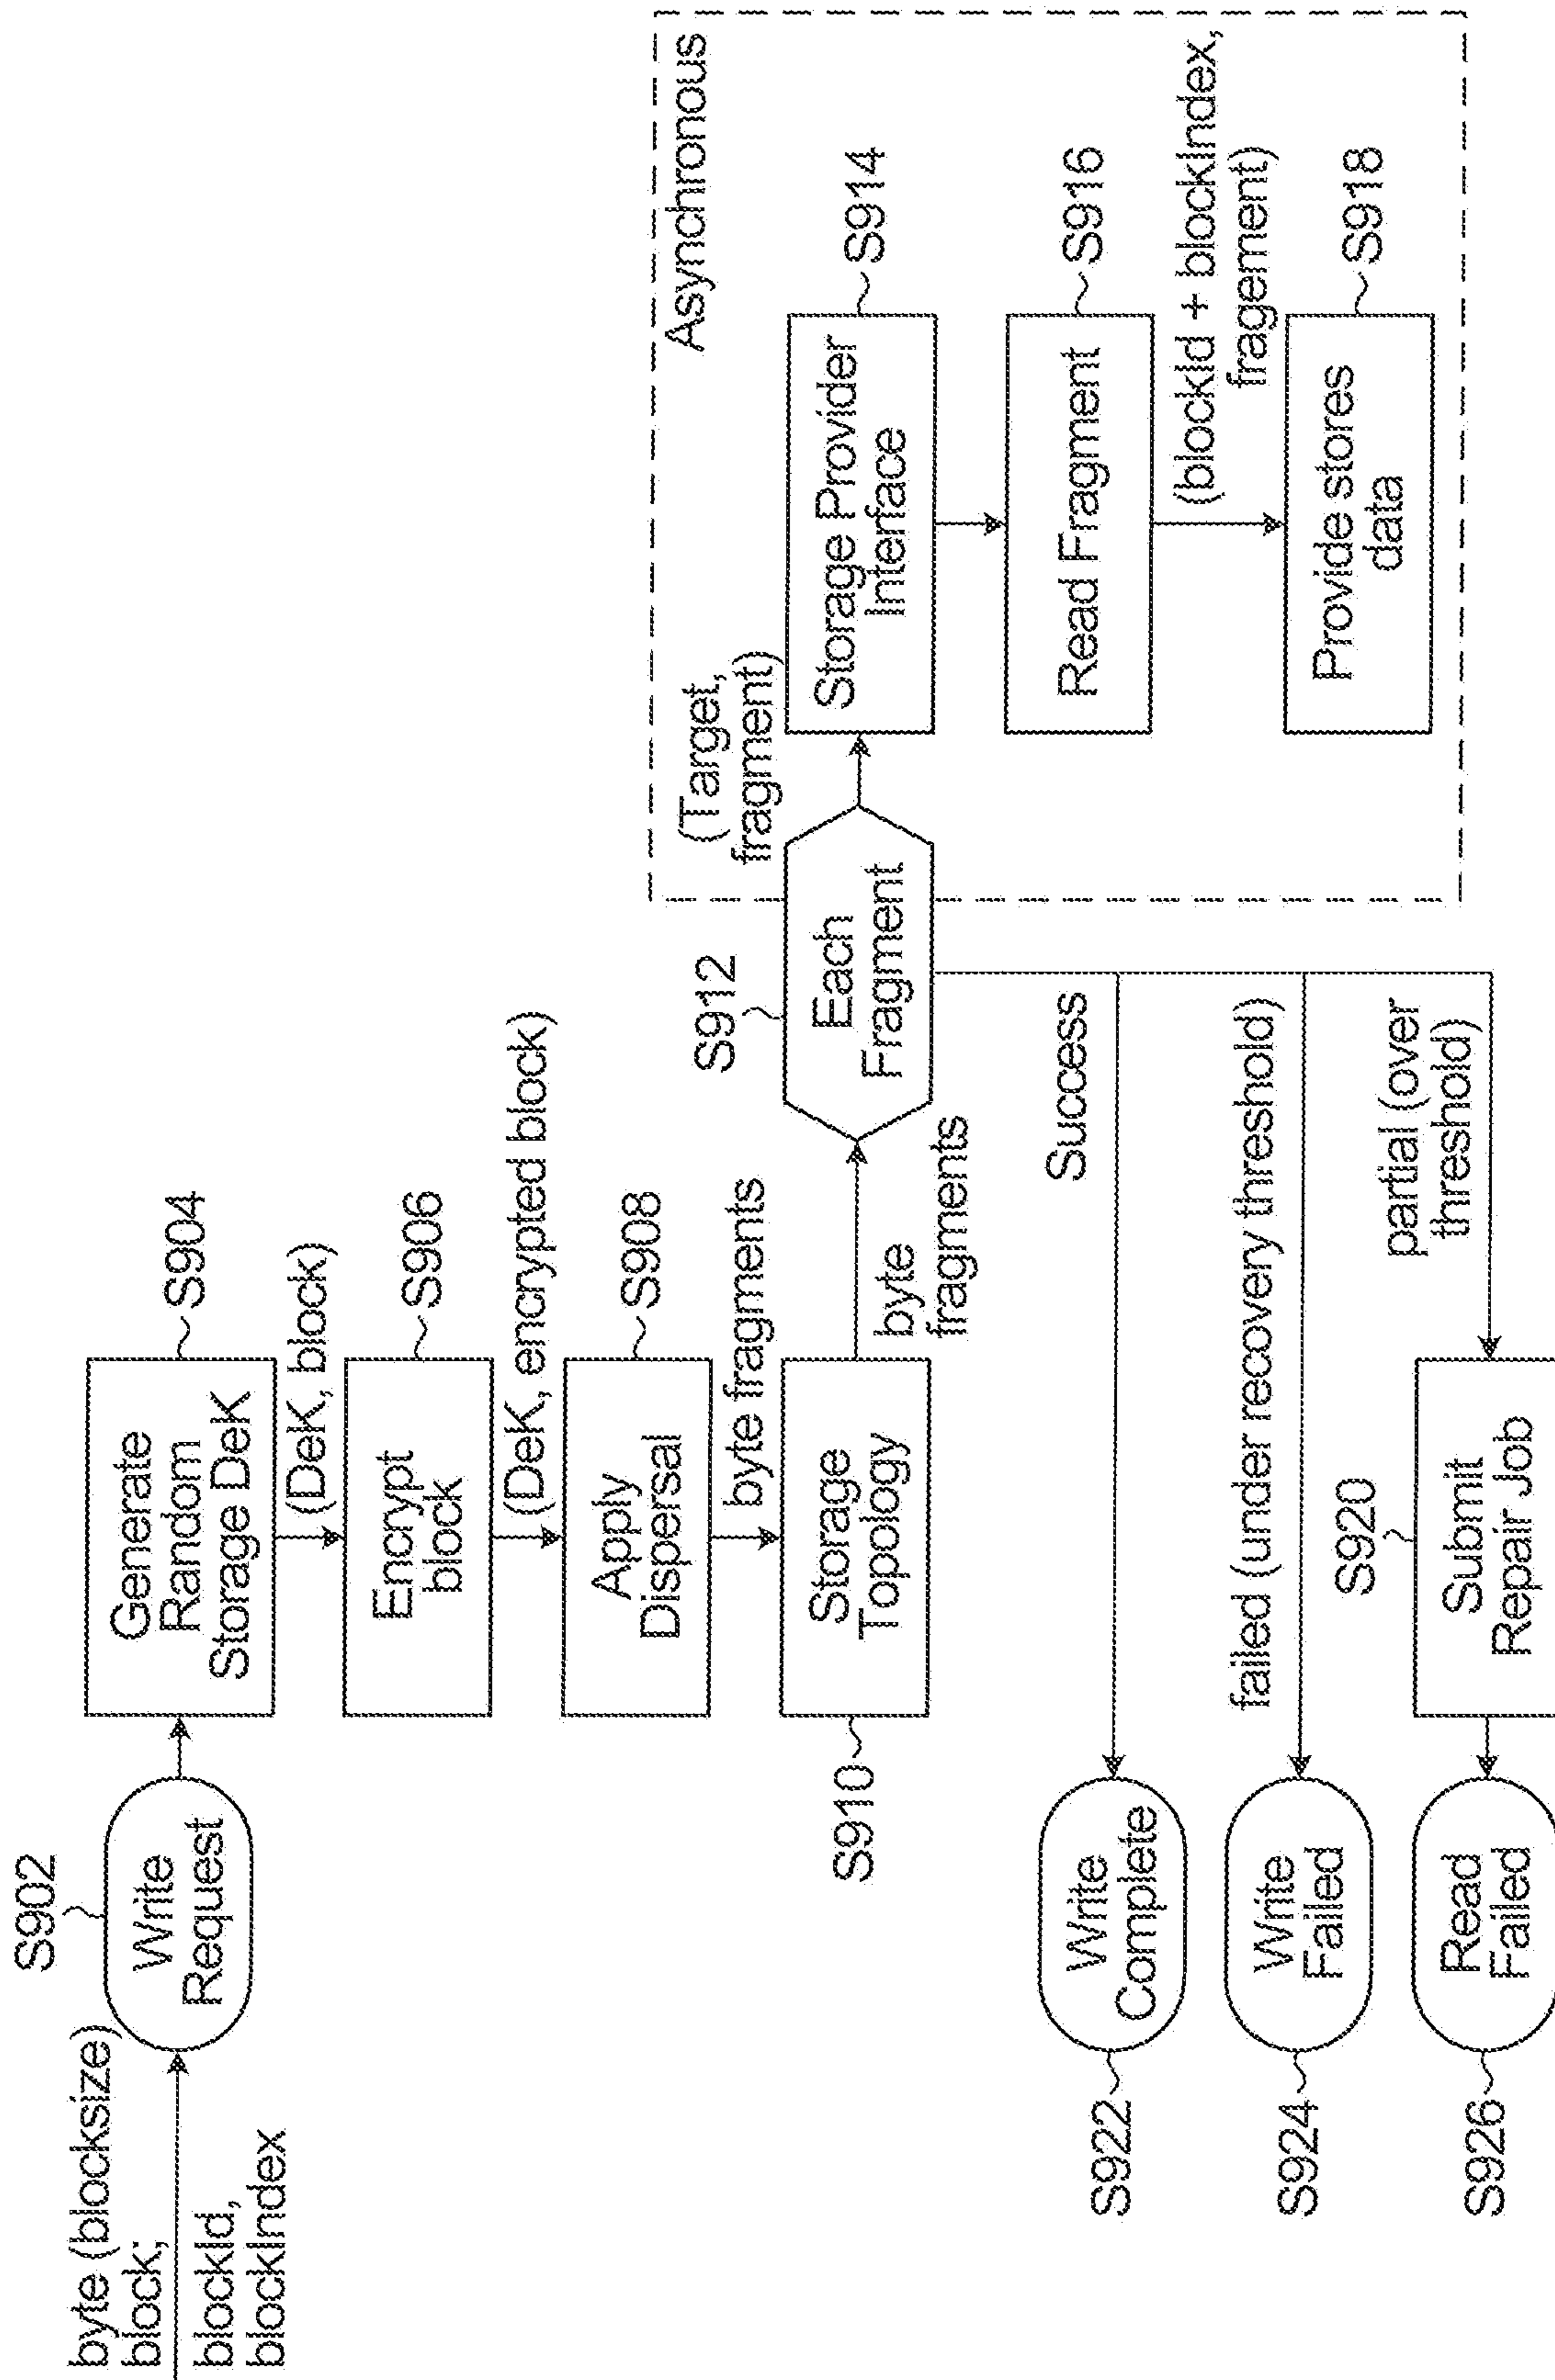 byte (blocksize)
block;
blockId,
blockIndex
S902
Write
Request
Generate
Random
Storage DeK
S904
(DeK, block)
Encrypt
block
S906
(DeK, encrypted block)
Apply
Dispersal
S908
byte fragments
Storage
Topology
S910
byte
fragments
S912
Each
Fragment
Asynchronous
(Target,
fragment)
Storage Provider
Interface
S914
Read Fragment
S916
(blockId + blockIndex,
fragement)
Provide stores
data
S918
Success
Write
Complete
S922
failed (under recovery threshold)
Write
Failed
S924
partial (over
threshold)
S920
Submit
Repair Job
Read
Failed
S926